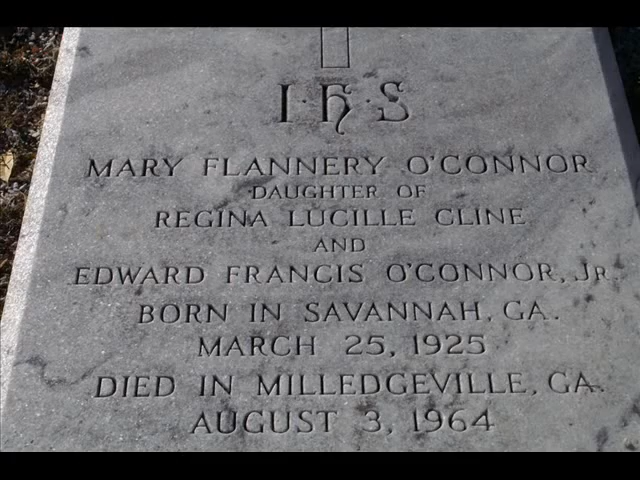 I·H·S
MARY FLANNERY O'CONNOR
DAUGHTER OF
REGINA LUCILLE CLINE
AND
EDWARD FRANCIS O'CONNOR, Jr.
BORN IN SAVANNAH, GA.
MARCH 25, 1925
DIED IN MILLEDGEVILLE, GA.
AUGUST 3, 1964